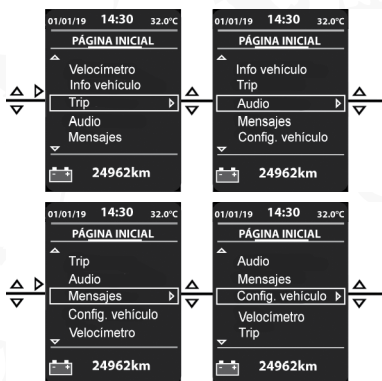 01/01/19 14:30 32.0°C
PÁGINA INICIAL
Velocímetro
Info vehículo
Trip
Audio
Mensajes
24962km
01/01/19 14:30 32.0°C
PÁGINA INICIAL
Info vehículo
Trip
Audio
Mensajes
Config. vehículo
24962km
01/01/19 14:30 32.0°C
PÁGINA INICIAL
Trip
Audio
Mensajes
Config. vehículo
Velocímetro
24962km
01/01/19 14:30 32.0°C
PÁGINA INICIAL
Audio
Mensajes
Config. vehículo
Velocímetro
Trip
24962km